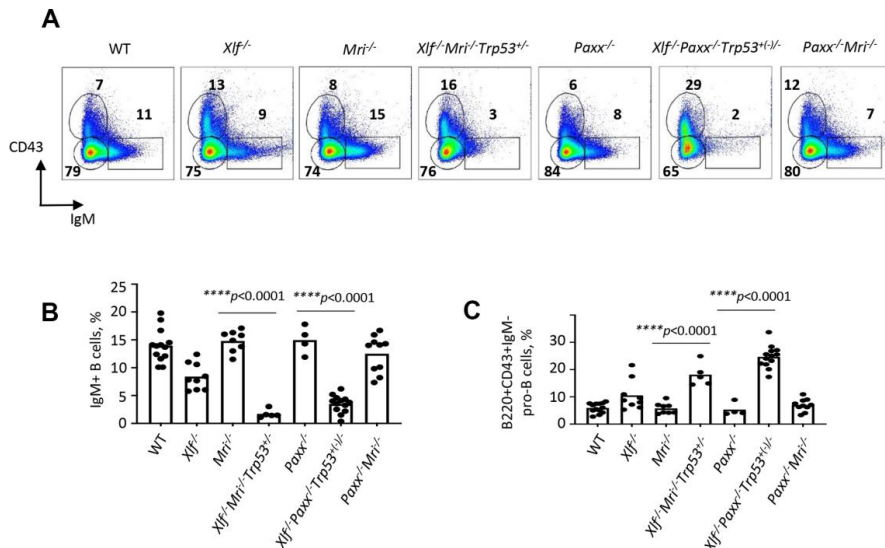 A
WT
Xlf-/-
Mri-/-
Xlf-/-Mri-/-Trp53+/-
Paxx-/-
Xlf-/-Paxx-/-Trp53+(-)/-
Paxx-/-Mri-/-
7
11
79
13
9
75
8
15
74
16
3
76
6
8
84
29
2
65
12
7
80
CD43
IgM
B
****p<0.0001
****p<0.0001
IgM+ B cells, %
25
20
15
10
5
0
WT
Xlf-/-
Mri-/-
Xlf-/-Mri-/-Trp53+/-
Paxx-/-
Xlf-/-Paxx-/-Trp53+(-)/-
Paxx-/-Mri-/-
C
****p<0.0001
****p<0.0001
B220+CD43+IgM-
pro-B cells, %
30
20
10
0
WT
Xlf-/-
Mri-/-
Xlf-/-Mri-/-Trp53+/-
Paxx-/-
Xlf-/-Paxx-/-Trp53+(-)/-
Paxx-/-Mri-/-